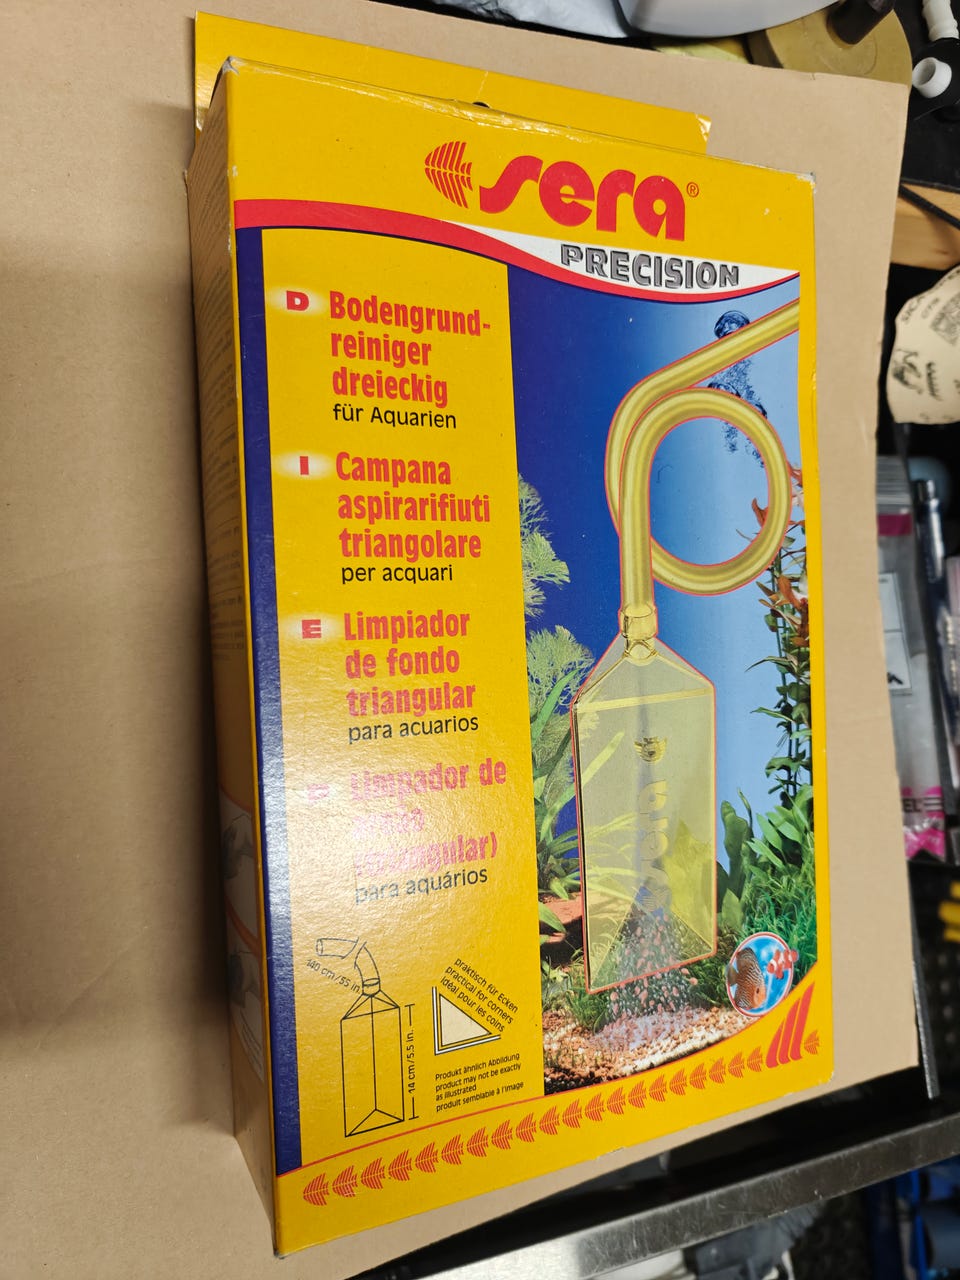 sera®
PRECISION
D Bodengrund-
reiniger
dreieckig
für Aquarien
I Campana
aspirarifiuti
triangolare
per acquari
E Limpiador
de fondo
triangular
para acuarios
Limpador de
para aquários
140 cm/55 in.
14 cm/5.5 in.
praktisch für Ecken
practical for corners
idéal pour les coins
Produkt ähnlich Abbildung
product may not be exactly
as illustrated
produit semblable à l'image
sera